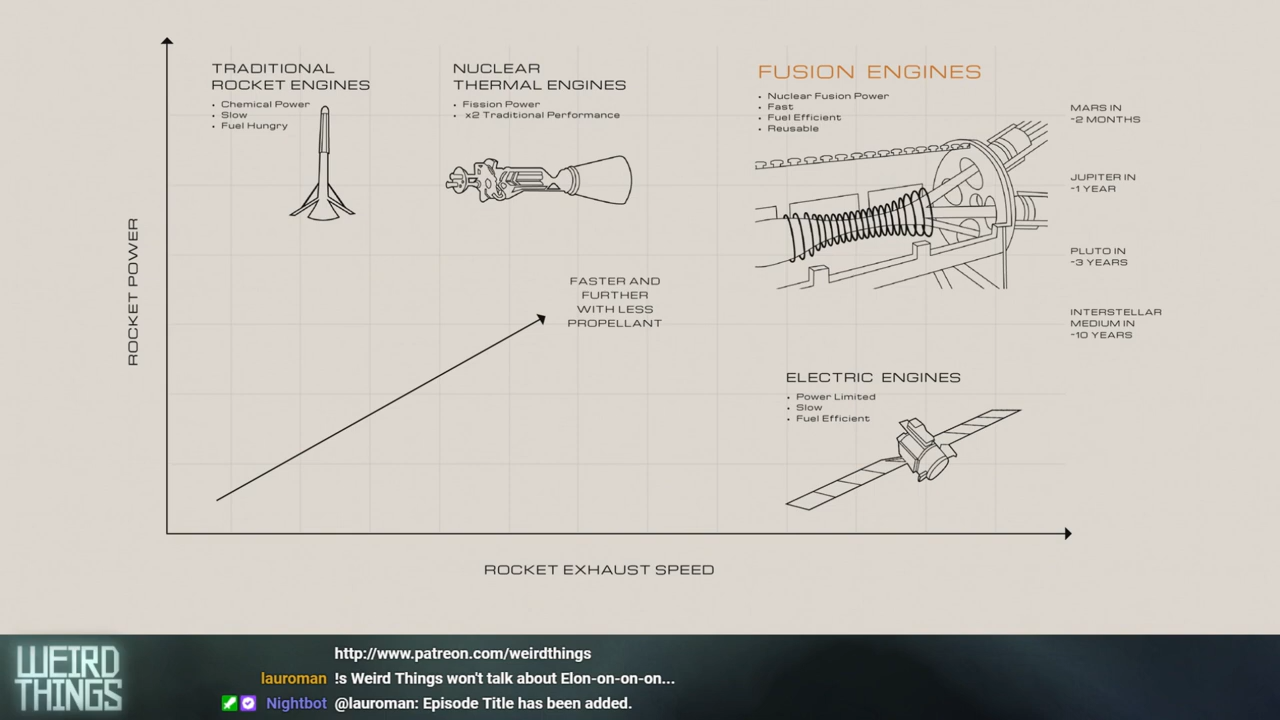 TRADITIONAL
ROCKET ENGINES
• Chemical Power
• Slow
• Fuel Hungry
NUCLEAR
THERMAL ENGINES
• Fission Power
• x2 Traditional Performance
FUSION ENGINES
• Nuclear Fusion Power
• Fast
• Fuel Efficient
• Reusable
MARS IN
~2 MONTHS
JUPITER IN
~1 YEAR
PLUTO IN
~3 YEARS
INTERSTELLAR
MEDIUM IN
~10 YEARS
ROCKET POWER
FASTER AND
FURTHER
WITH LESS
PROPELLANT
ELECTRIC ENGINES
• Power Limited
• Slow
• Fuel Efficient
ROCKET EXHAUST SPEED
WEIRD
THINGS
http://www.patreon.com/weirdthings
lauroman !s Weird Things won't talk about Elon-on-on-on...
Nightbot @lauroman: Episode Title has been added.